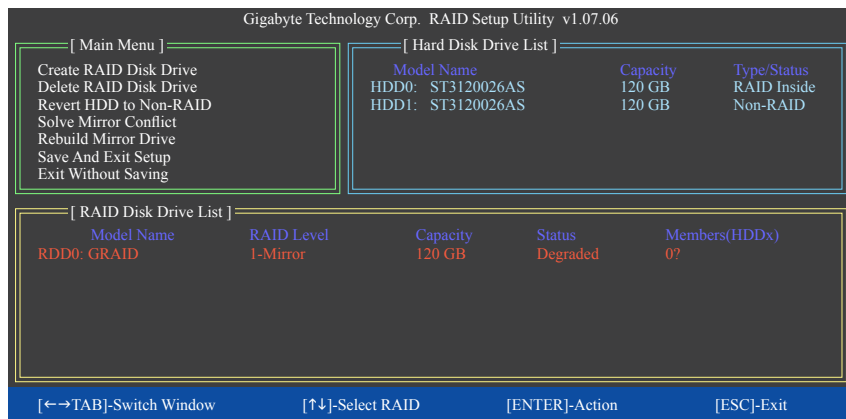 Gigabyte Technology Corp. RAID Setup Utility v1.07.06
[ Main Menu ]
Create RAID Disk Drive
Delete RAID Disk Drive
Revert HDD to Non-RAID
Solve Mirror Conflict
Rebuild Mirror Drive
Save And Exit Setup
Exit Without Saving
[ Hard Disk Drive List ]
Model Name Capacity Type/Status
HDD0: ST3120026AS 120 GB RAID Inside
HDD1: ST3120026AS 120 GB Non-RAID
[ RAID Disk Drive List ]
Model Name RAID Level Capacity Status Members(HDDx)
RDD0: GRAID 1-Mirror 120 GB Degraded 0?
[←→TAB]-Switch Window [↑↓]-Select RAID [ENTER]-Action [ESC]-Exit